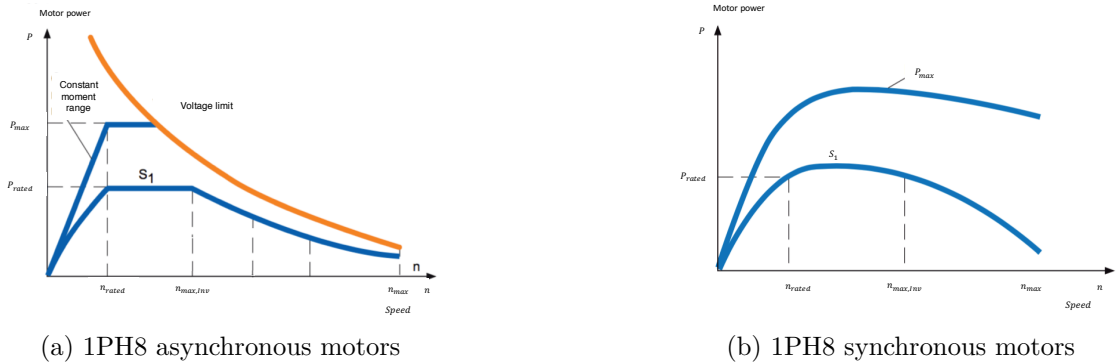 Motor power
P
Constant
moment
range
Voltage limit
P_max
S_1
P_rated
n
n_rated
n_max,Inv
n_max
n
Speed
(a) 1PH8 asynchronous motors
Motor power
P
P_max
S_1
P_rated
n_rated
n_max,Inv
n_max
n
Speed
(b) 1PH8 synchronous motors